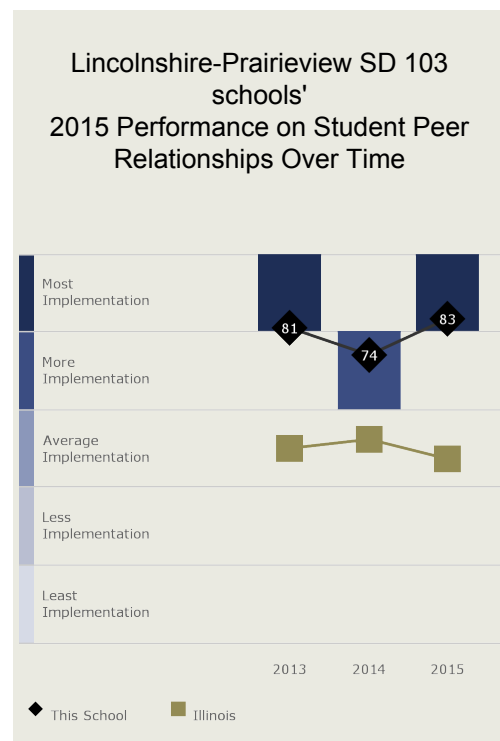 Lincolnshire-Prairieview SD 103
schools'
2015 Performance on Student Peer
Relationships Over Time
Most
Implementation
81
83
74
More
Implementation
Average
Implementation
Less
Implementation
Least
Implementation
2013 2014 2015
This School Illinois